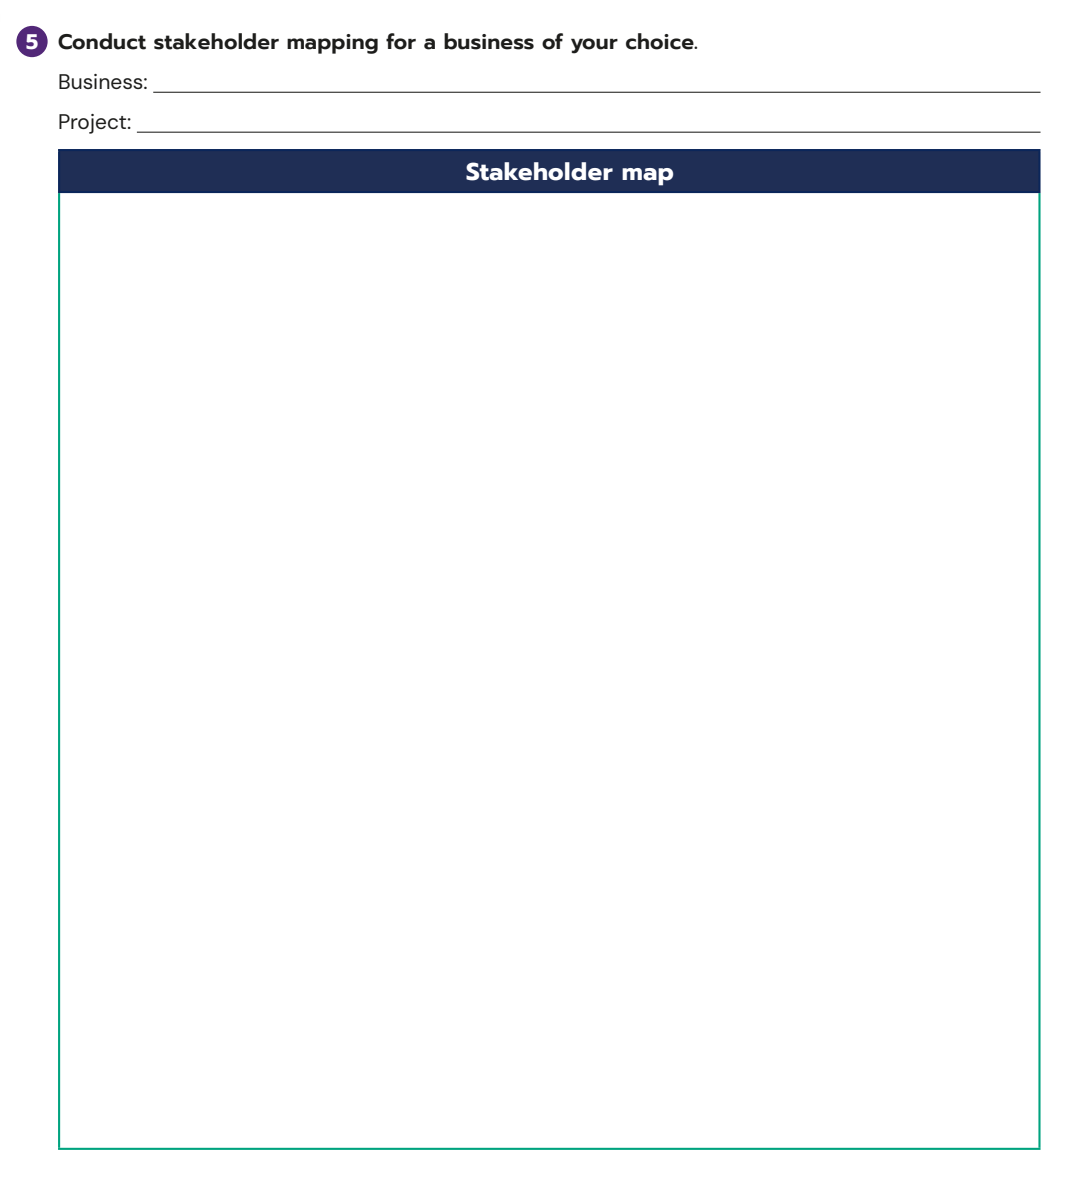 5 Conduct stakeholder mapping for a business of your choice.
Business:
Project:
Stakeholder map